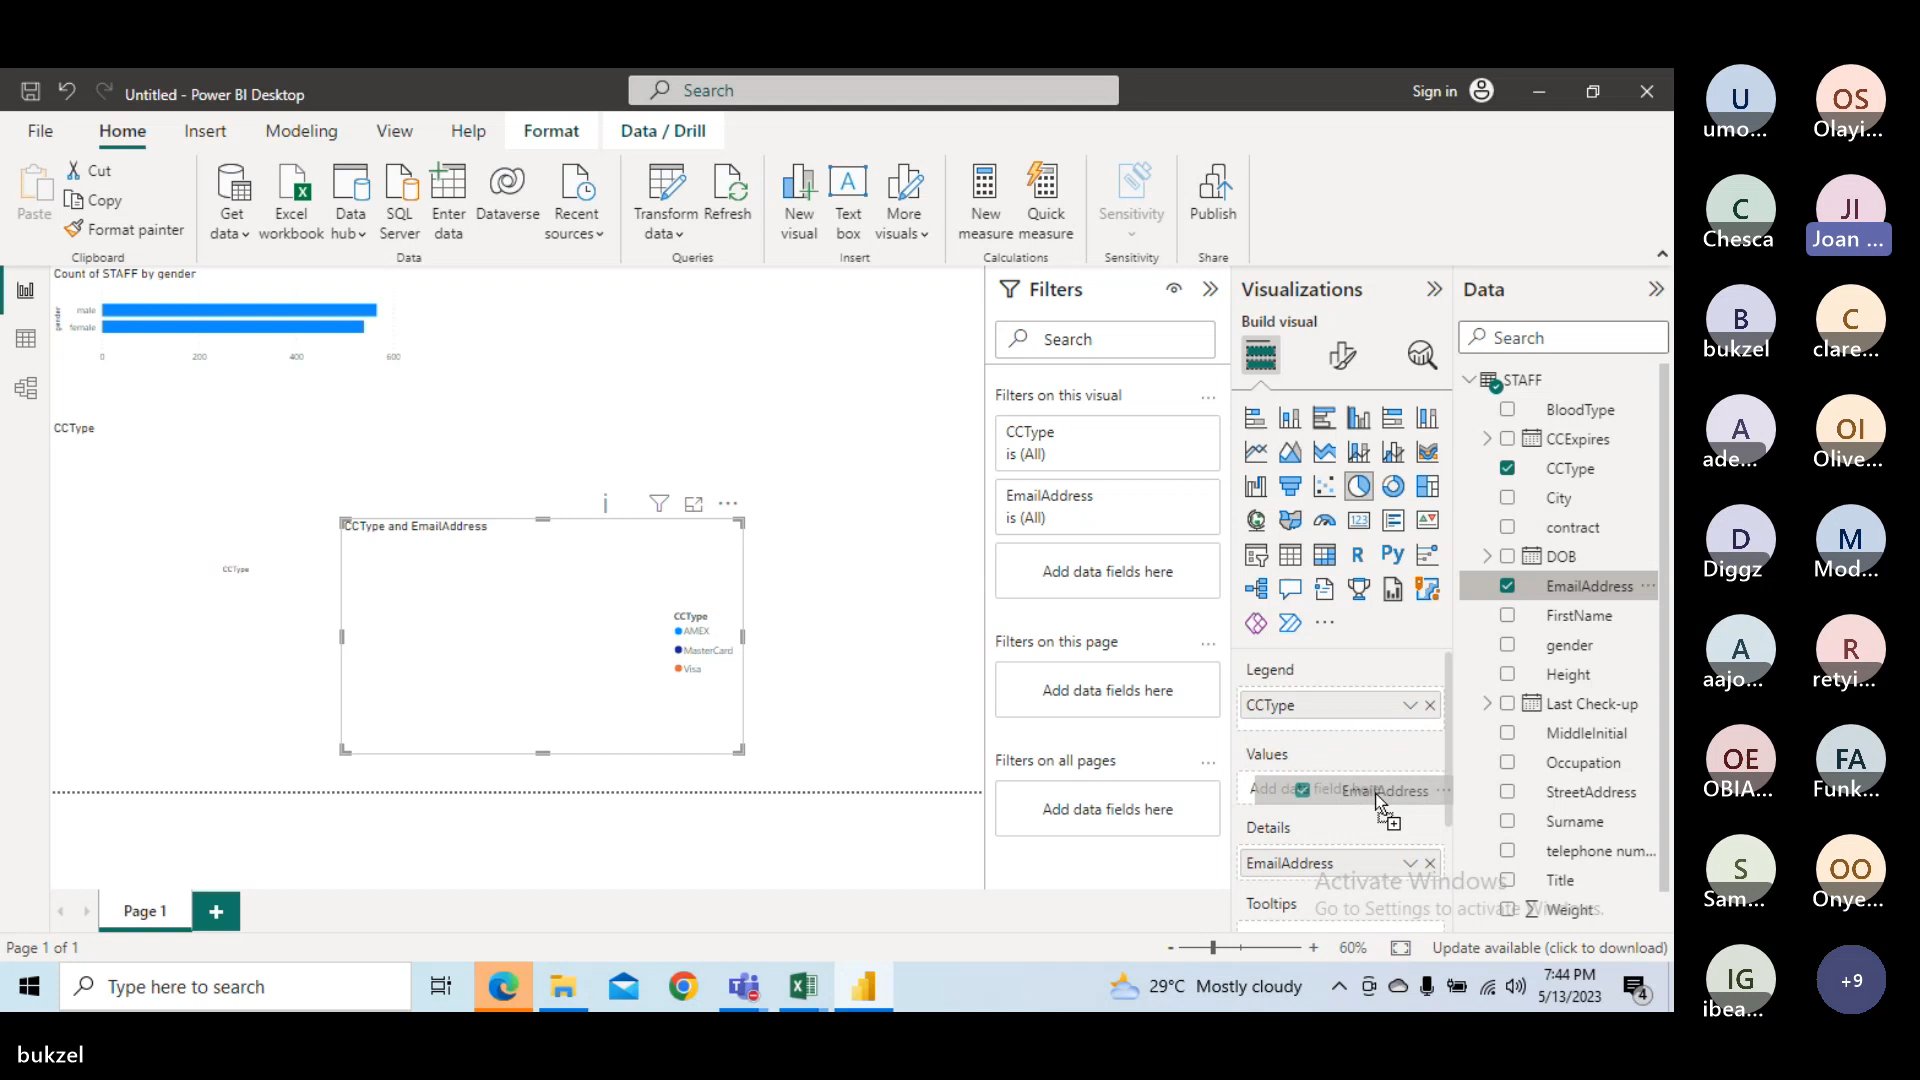 Untitled - Power BI Desktop
Search
Sign in
File
Home
Insert
Modeling
View
Help
Format
Data / Drill
Paste
Cut
Copy
Format painter
Clipboard
Get data
Excel workbook
Data hub
SQL Server
Enter data
Dataverse
Recent sources
Data
Transform data
Refresh
Queries
New visual
Text box
More visuals
Insert
New measure
Quick measure
Calculations
Sensitivity
Sensitivity
Publish
Share
Count of STAFF by gender
gender
male
female
0
200
400
600
CCType
CCType
CCType and EmailAddress
CCType
AMEX
MasterCard
Visa
Filters
Search
Filters on this visual
CCType
is (All)
EmailAddress
is (All)
Add data fields here
Filters on this page
Add data fields here
Filters on all pages
Add data fields here
Visualizations
Build visual
123
R
Py
Legend
CCType
Values
Add data fields here
EmailAddress
Details
EmailAddress
Tooltips
Data
Search
STAFF
BloodType
CCExpires
CCType
City
contract
DOB
EmailAddress
FirstName
gender
Height
Last Check-up
MiddleInitial
Occupation
StreetAddress
Surname
telephone num...
Title
Weight
Activate Windows
Go to Settings to activate Windows.
Page 1
Page 1 of 1
60%
Update available (click to download)
Type here to search
29°C Mostly cloudy
7:44 PM
5/13/2023
4
bukzel
U
umo...
OS
Olayi...
C
Chesca
JI
Joan ...
B
bukzel
C
clare...
A
ade...
OI
Olive...
D
Diggz
M
Mod...
A
aajo...
R
retyi...
OE
OBIA...
FA
Funk...
S
Sam...
OO
Onye...
IG
ibea...
+9